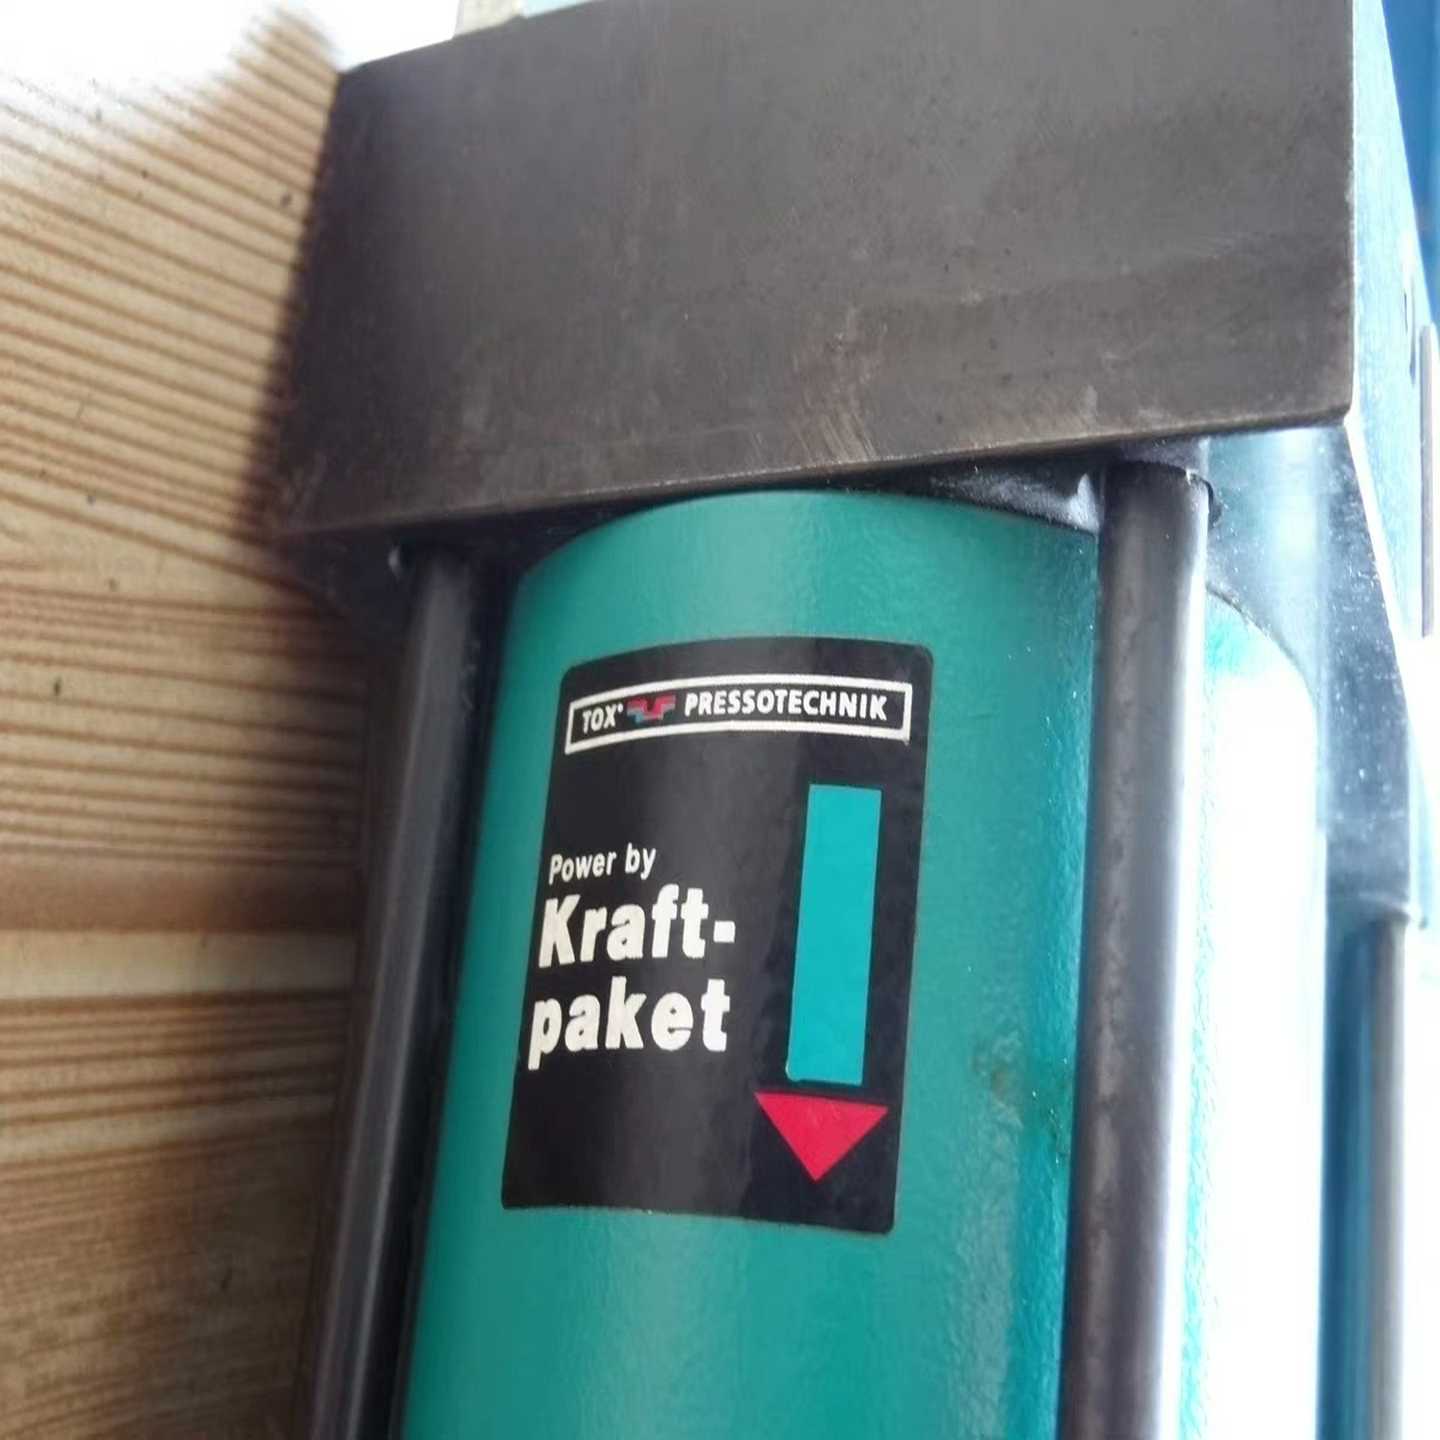 TOX® PRESSOTECHNIK
Power by
Kraft-
paket